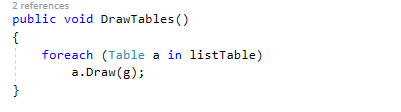 2 references
public void DrawTables()
{
foreach (Table a in listTable)
a.Draw(g);
}